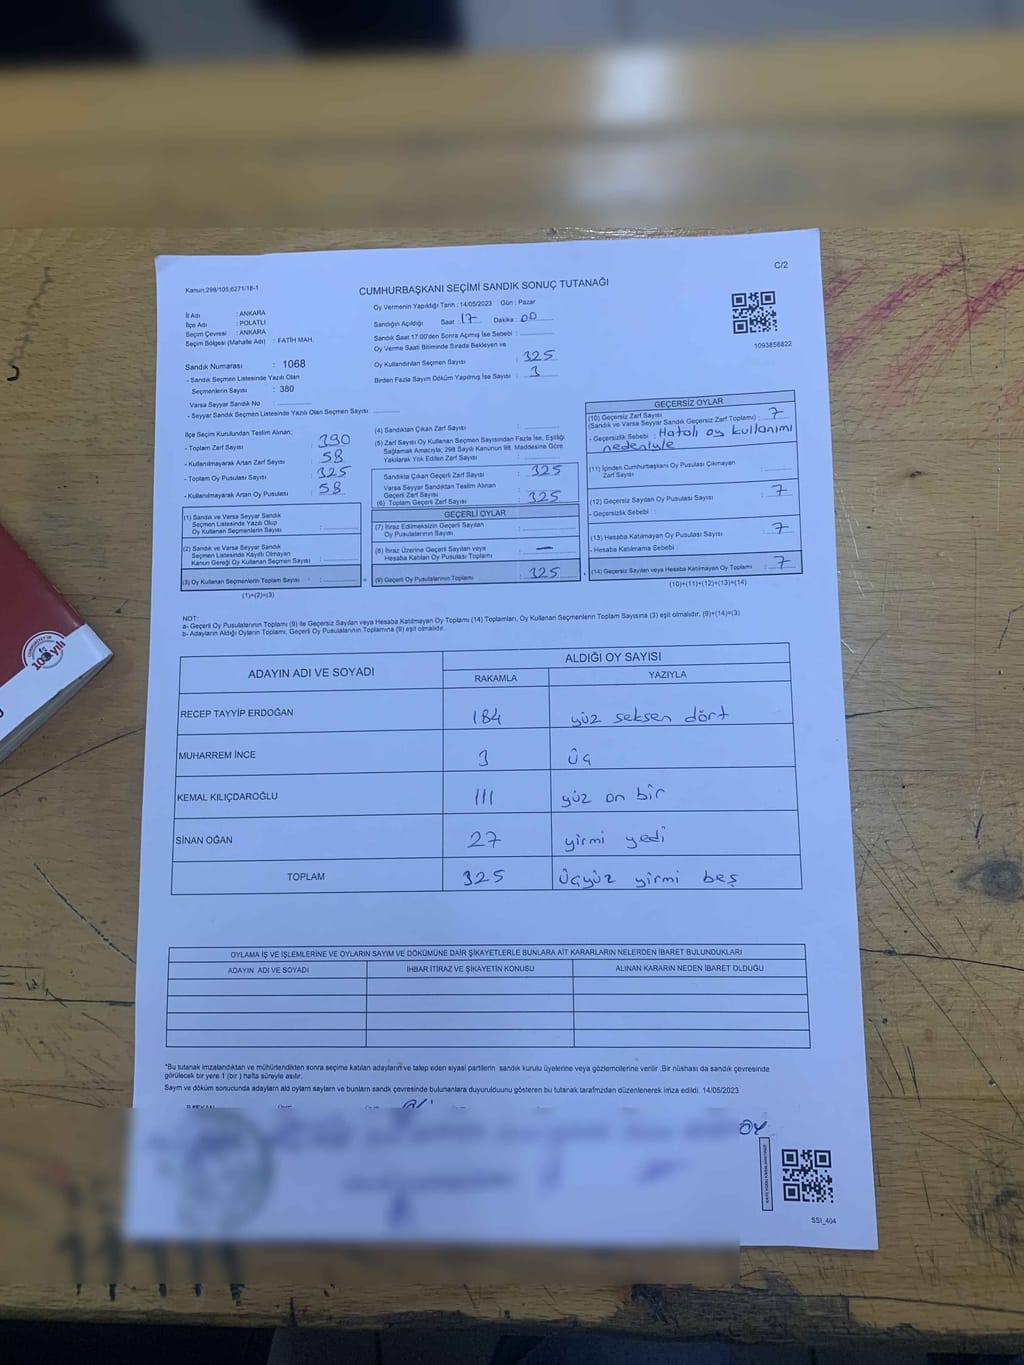 C/2
Kanun;298/105;6271/18-1
CUMHURBAŞKANI SEÇİMİ SANDIK SONUÇ TUTANAĞI
İl Adı : ANKARA
İlçe Adı : POLATLI
Seçim Çevresi : ANKARA
Seçim Bölgesi (Mahalle Adı) : FATİH MAH.
Sandık Numarası : 1068
- Sandık Seçmen Listesinde Yazılı Olan
Seçmenlerin Sayısı : 380
Varsa Seyyar Sandık No :
- Seyyar Seçmen Listesinde Yazılı Olan Seçmen Sayısı
Oy Vermenin Yapıldığı Tarih : 14/05/2023 Gün : Pazar
Sandığın Açıldığı Saat : 17 Dakika : 00
Sandık Saat 17:00'den Sonra Açılmış İse Sebebi :
Oy Verme Saati Bitiminde Sırada Bekleyen ve
Oy Kullandırılan Seçmen Sayısı : 325
Birden Fazla Sayım Döküm Yapılmış İse Sayısı : 3
1093858822
İlçe Seçim Kurulundan Teslim Alınan:
- Toplam Zarf Sayısı : 390
- Kullanılmayarak Artan Zarf Sayısı : 58
- Toplam Oy Pusulası Sayısı : 325
- Kullanılmayarak Artan Oy Pusulası : 58
(1) Sandık ve Varsa Seyyar Sandık
Seçmen Listesinde Yazılı Olup
Oy Kullanan Seçmenlerin Sayısı :
(2) Sandık ve Varsa Seyyar Sandık
Seçmen Listesinde Kayıtlı Olmayan
Kanun Gereği Oy Kullanan Seçmen Sayısı :
(3) Oy Kullanan Seçmenlerin Toplam Sayısı :
(1)+(2)=(3)
(4) Sandıktan Çıkan Zarf Sayısı :
(5) Zarf Sayısı Oy Kullanan Seçmen Sayısından Fazla İse, Eşitliği
Sağlamak Amacıyla; 298 Sayılı Kanunun 98. Maddesine Göre
Yakılarak Yok Edilen Zarf Sayısı :
Sandıkta Çıkan Geçerli Zarf Sayısı : 325
Varsa Seyyar Sandıktan Teslim Alınan
Geçerli Zarf Sayısı :
(6) Toplam Geçerli Zarf Sayısı : 325
GEÇERLİ OYLAR
(7) İtiraz Edilmeksizin Geçerli Sayılan
Oy Pusulalarının Sayısı :
(8) İtiraz Üzerine Geçerli Sayılan veya
Hesaba Katılan Oy Pusulası Toplamı : —
(9) Geçerli Oy Pusulalarının Toplamı : 325
GEÇERSİZ OYLAR
(10) Geçersiz Zarf Sayısı : 7
(Sandık ve Varsa Seyyar Sandık Geçersiz Zarf Toplamı)
- Geçersizlik Sebebi : Hatalı oy kullanımı
nedeniyle
(11) İçinden Cumhurbaşkanı Oy Pusulası Çıkmayan
Zarf Sayısı :
(12) Geçersiz Sayılan Oy Pusulası Sayısı : 7
- Geçersizlik Sebebi :
(13) Hesaba Katılmayan Oy Pusulası Sayısı : 7
- Hesaba Katılmama Sebebi :
(14) Geçersiz Sayılan veya Hesaba Katılmayan Oy Toplamı : 7
(10)+(11)+(12)+(13)=(14)
NOT:
a- Geçerli Oy Pusulalarının Toplamı (9) ile Geçersiz Sayılan veya Hesaba Katılmayan Oy Toplamı (14) Toplamları, Oy Kullanan Seçmenlerin Toplam Sayısına (3) eşit olmalıdır. (9)+(14)=(3)
b- Adayların Aldığı Oyların Toplamı, Geçerli Oy Pusulalarının Toplamına (9) eşit olmalıdır.
ADAYIN ADI VE SOYADI ALDIĞI OY SAYISI
RAKAMLA YAZIYLA
RECEP TAYYİP ERDOĞAN 184 yüz seksen dört
MUHARREM İNCE 3 üç
KEMAL KILIÇDAROĞLU 111 yüz on bir
SİNAN OĞAN 27 yirmi yedi
TOPLAM 325 üçyüz yirmi beş
OYLAMA İŞ VE İŞLEMLERİNE VE OYLARIN SAYIM VE DÖKÜMÜNE DAİR ŞİKAYETLERLE BUNLARA AİT KARARLARIN NELERDEN İBARET BULUNDUKLARI
ADAYIN ADI VE SOYADI İHBAR İTİRAZ VE ŞİKAYETİN KONUSU ALINAN KARARIN NEDEN İBARET OLDUĞU
*Bu tutanak imzalandıktan ve mühürlendikten sonra seçime katılan adayların ve talep eden siyasi partilerin sandık kurulu üyelerine veya gözlemcilerine verilir .Bir nüshası da sandık çevresinde
görülecek bir yere 1 (bir ) hafta süreyle asılır.
Sayım ve döküm sonucunda adayların ald oyların sayların ve bunların sandk çevresinde bulunanlara duyurulduunu gösteren bu tutanak tarafmzdan düzenlenerek imza edildi. 14/05/2023
SSI_404
100.yılı